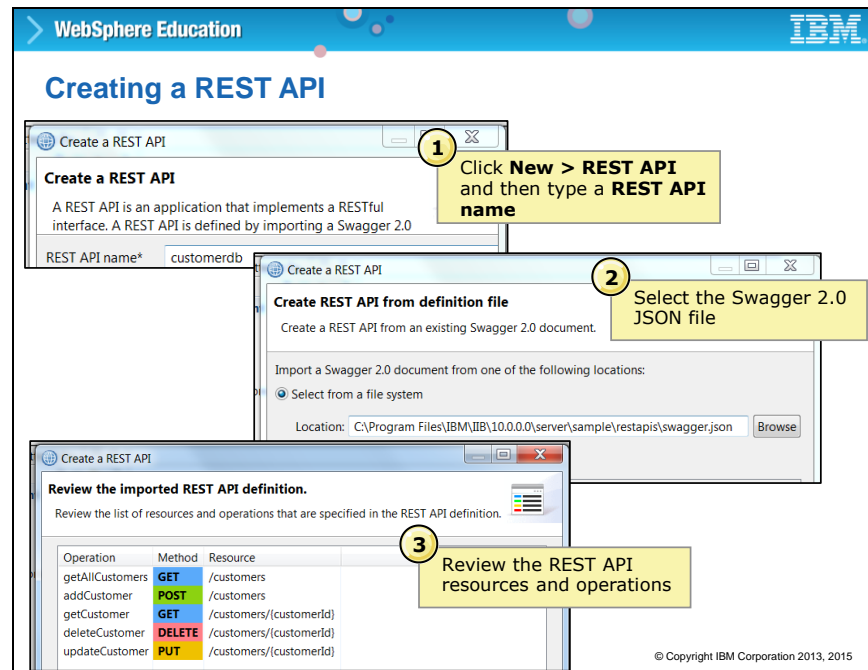 WebSphere Education
IBM
Creating a REST API
Create a REST API
1
Click New > REST API
and then type a REST API
name
Create a REST API
A REST API is an application that implements a RESTful
interface. A REST API is defined by importing a Swagger 2.0
REST API name* customerdb
Create a REST API
2
Select the Swagger 2.0
JSON file
Create REST API from definition file
Create a REST API from an existing Swagger 2.0 document.
Import a Swagger 2.0 document from one of the following locations:
Select from a file system
Location: C:\Program Files\IBM\IIB\10.0.0.0\server\sample\restapis\swagger.json Browse
Create a REST API
Review the imported REST API definition.
Review the list of resources and operations that are specified in the REST API definition.
3
Review the REST API
resources and operations
Operation Method Resource
getAllCustomers GET /customers
addCustomer POST /customers
getCustomer GET /customers/{customerId}
deleteCustomer DELETE /customers/{customerId}
updateCustomer PUT /customers/{customerId}
© Copyright IBM Corporation 2013, 2015